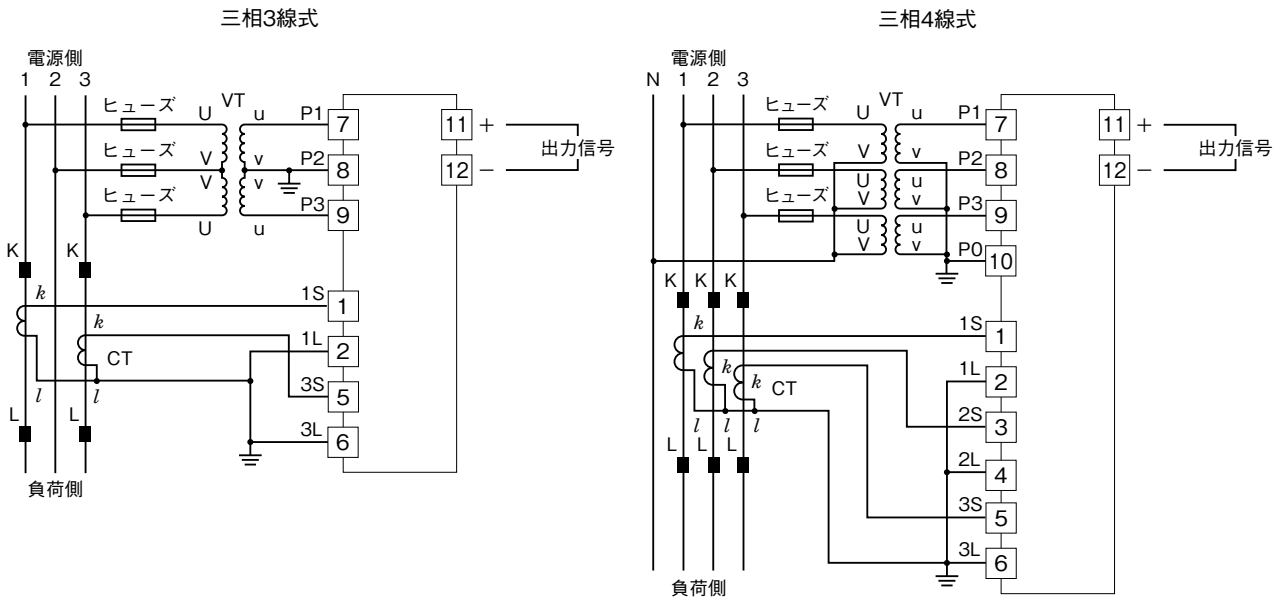 三相3線式
電源側
1 2 3
ヒューズ U VT u P1 7 11 +
出力信号
ヒューズ V v P2 8 12 −
V v
ヒューズ P3 9
U u
K K
k 1S 1
k 1L 2
CT
l l 3S 5
L L
3L 6
負荷側
三相4線式
電源側
N 1 2 3
ヒューズ U VT u P1 7 11 +
出力信号
ヒューズ V v P2 8 12 −
U u
ヒューズ V v P3 9
U u
V v P0 10
K K K
k 1S 1
k k CT 1L 2
l l l 2S 3
L L L
2L 4
3S 5
3L 6
負荷側